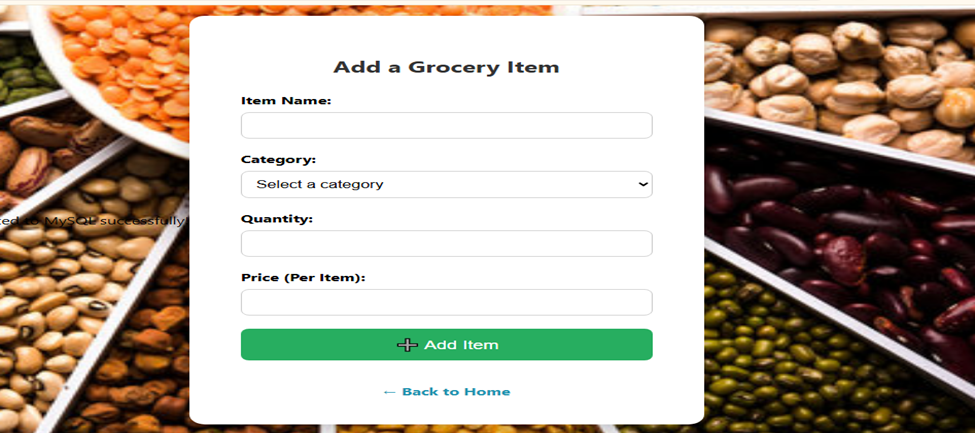 Add a Grocery Item
Item Name:
Category:
Select a category
to MySQL successfully
Quantity:
Price (Per Item):
Add Item
← Back to Home